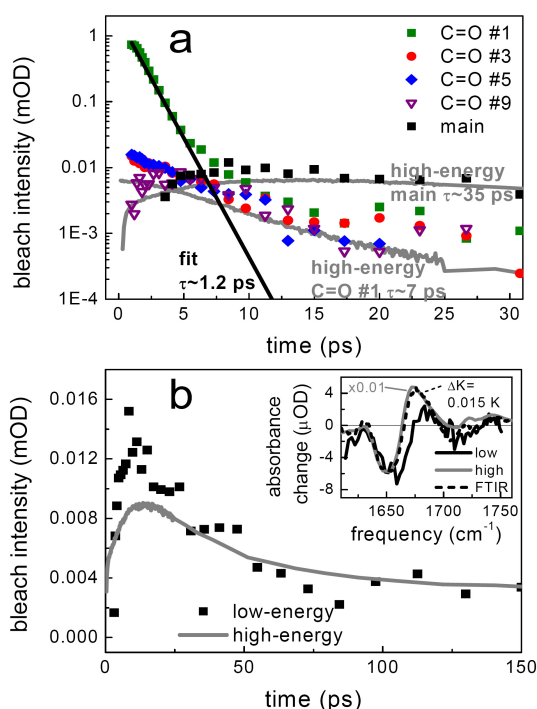 a
C=O #1
C=O #3
C=O #5
C=O #9
main
bleach intensity (mOD)
1
0.1
0.01
1E-3
1E-4
high-energy
main τ~35 ps
fit
τ~1.2 ps
high-energy
C=O #1 τ~7 ps
0 5 10 15 20 25 30
time (ps)
b
bleach intensity (mOD)
0.016
0.012
0.008
0.004
0.000
x0.01
ΔK=
0.015 K
absorbance
change (μOD)
4
0
-4
-8
low
high
FTIR
1650 1700 1750
frequency (cm⁻¹)
low-energy
high-energy
0 50 100 150
time (ps)